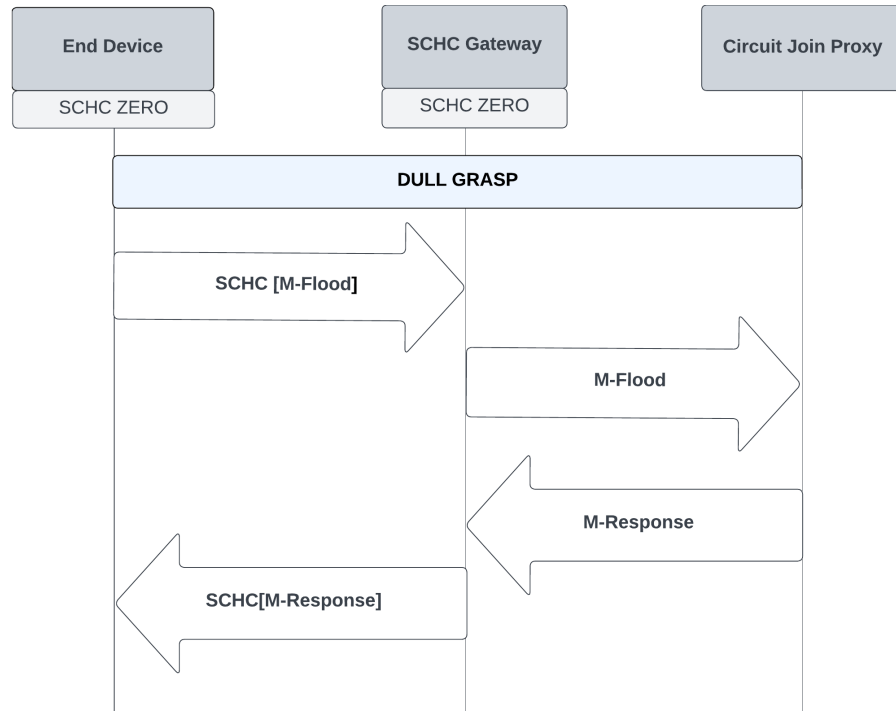 End Device
SCHC Gateway
Circuit Join Proxy
SCHC ZERO
SCHC ZERO
DULL GRASP
SCHC [M-Flood]
M-Flood
M-Response
SCHC[M-Response]